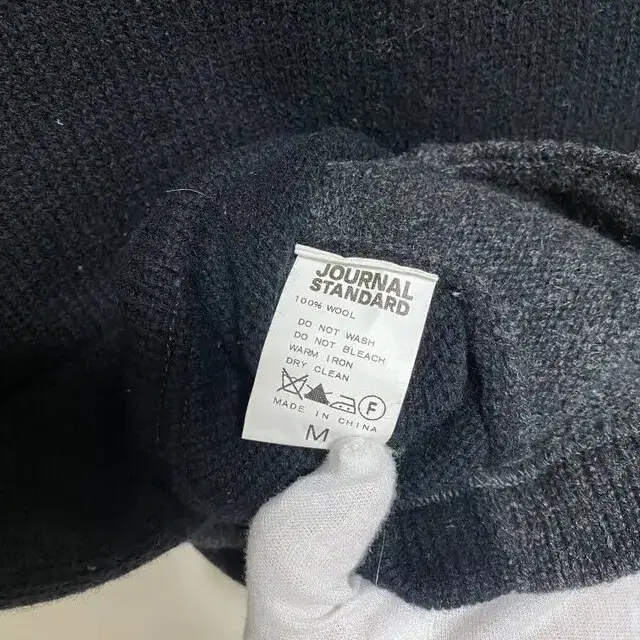 JOURNAL
STANDARD
100% WOOL
DO NOT WASH
DO NOT BLEACH
WARM IRON
DRY CLEAN
F
MADE IN CHINA
M